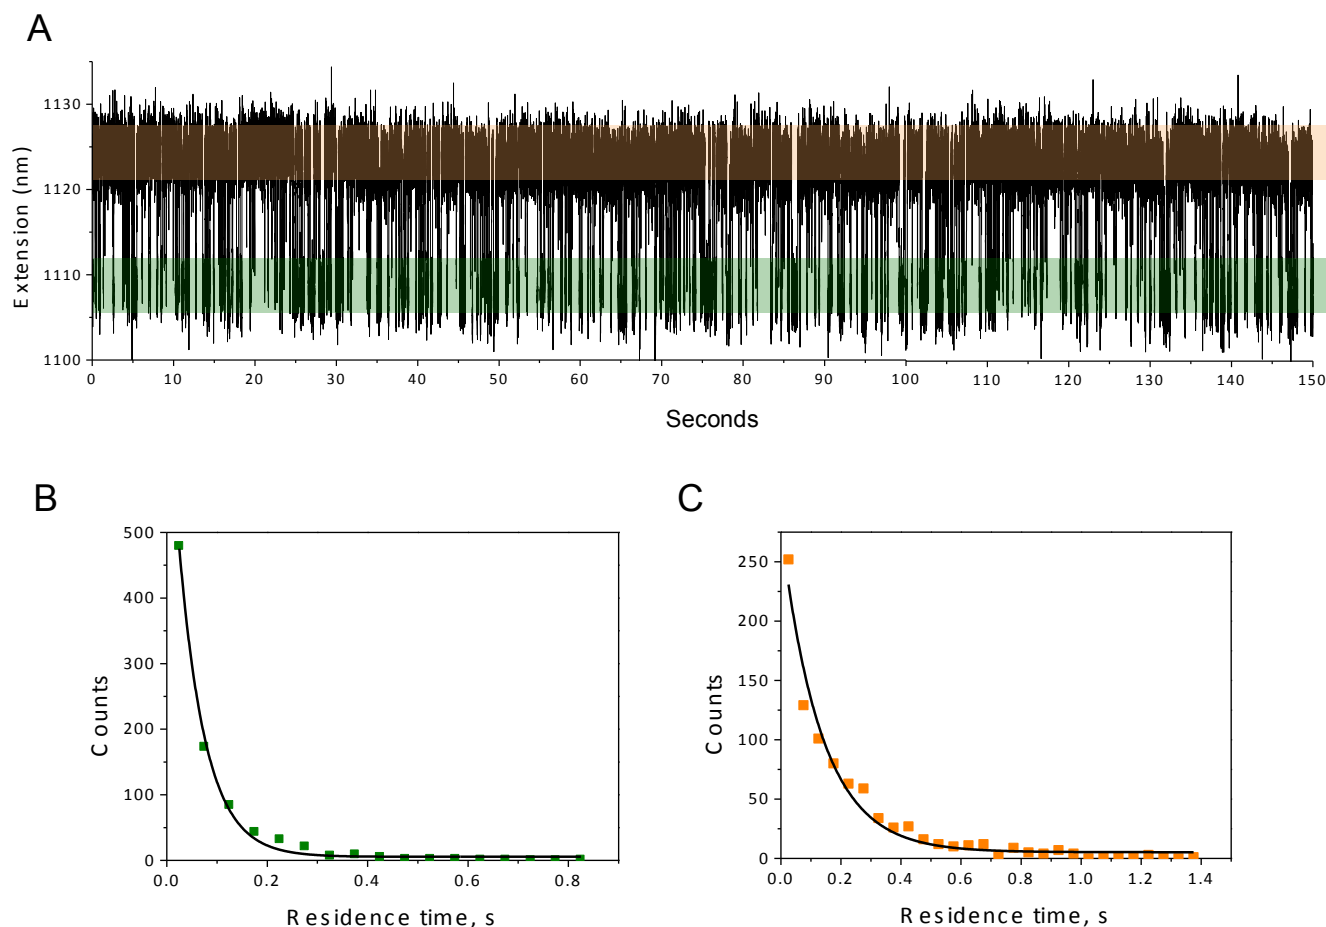 A
Extension (nm)
1130
1120
1110
1100
0 10 20 30 40 50 60 70 80 90 100 110 120 130 140 150
Seconds
B
Counts
500
400
300
200
100
0
0.0 0.2 0.4 0.6 0.8
Residence time, s
C
Counts
250
200
150
100
50
0
0.0 0.2 0.4 0.6 0.8 1.0 1.2 1.4
Residence time, s